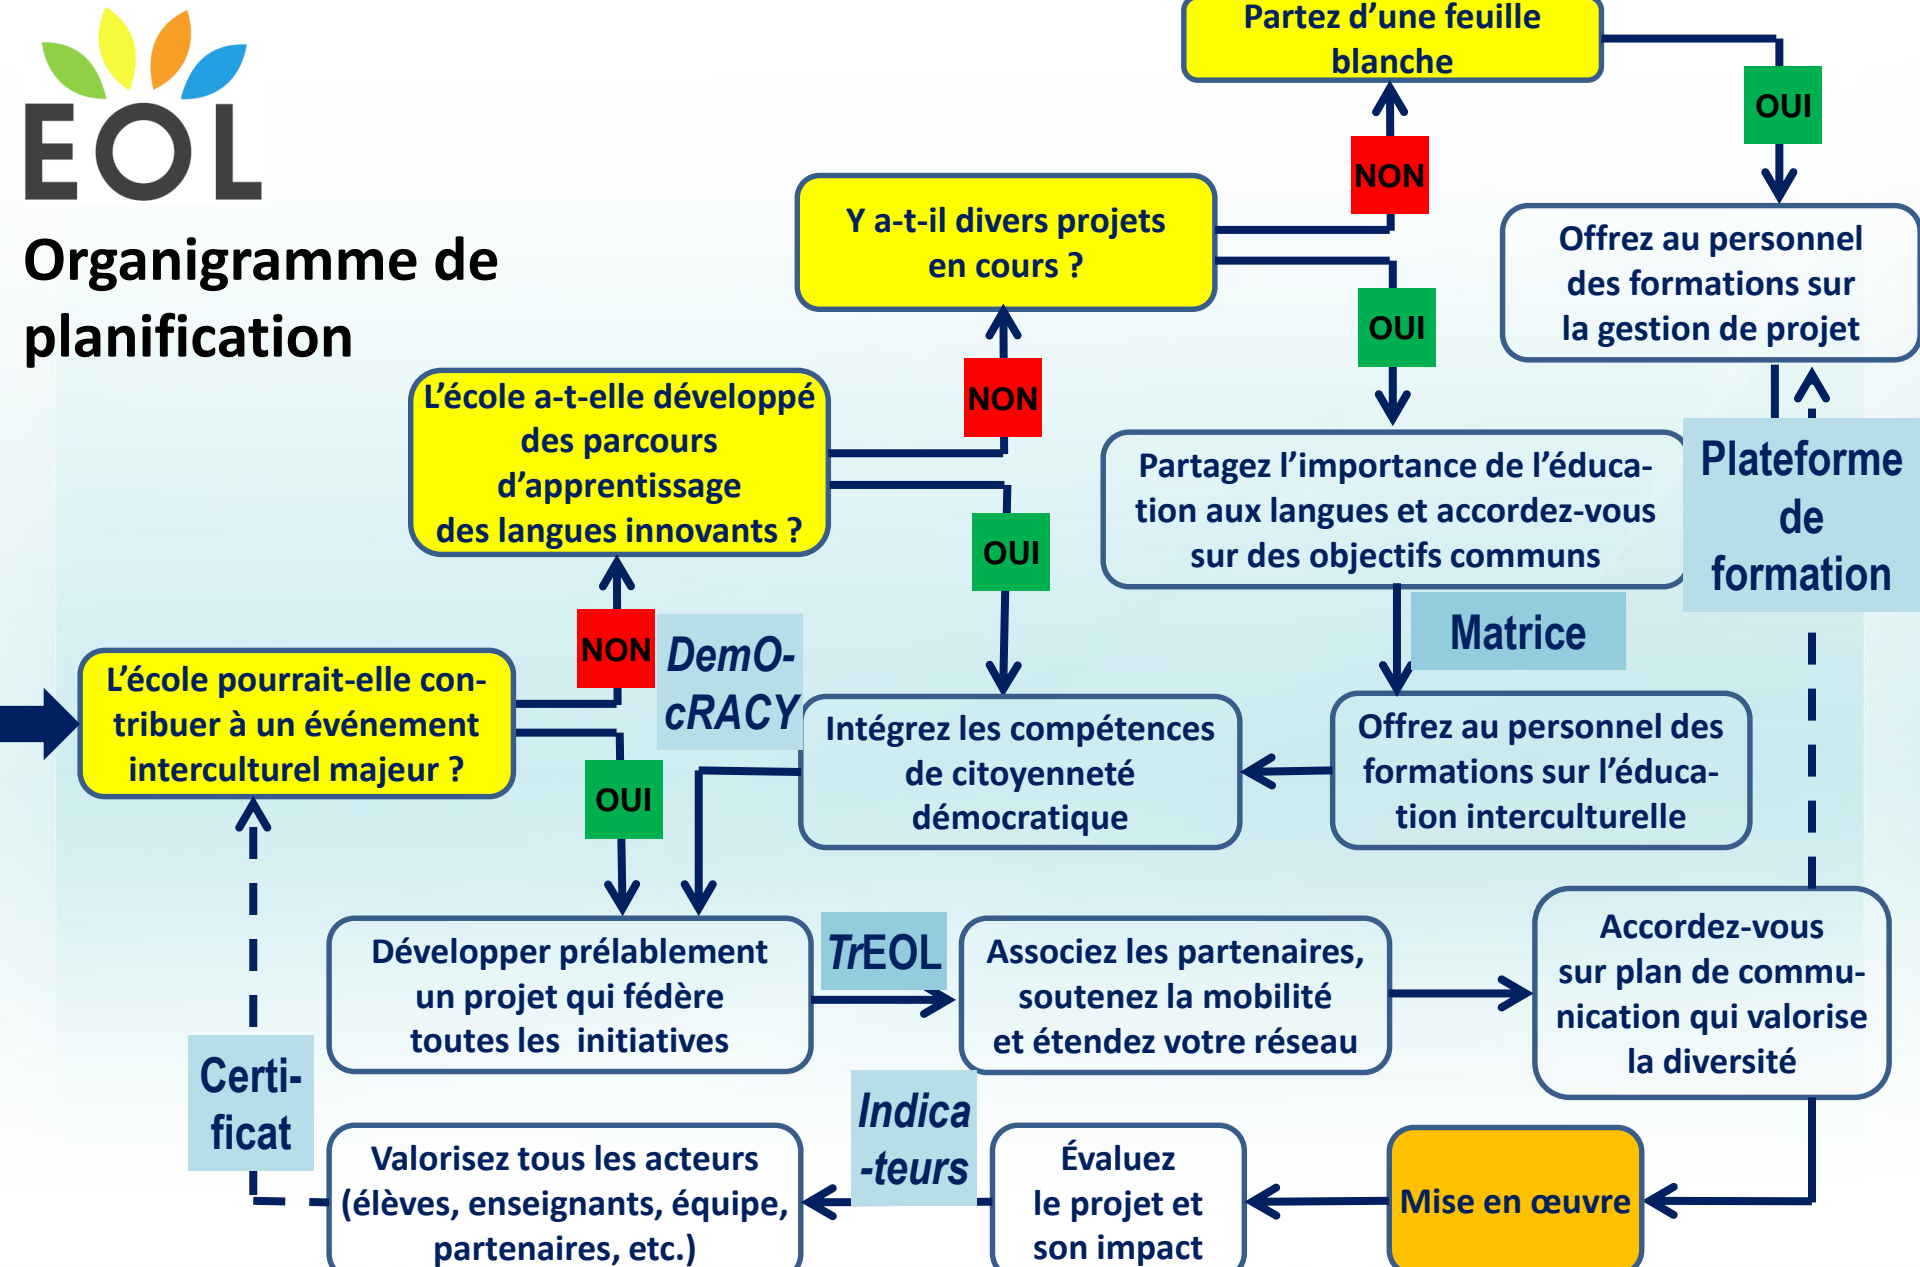 EOL
Organigramme de
planification
Partez d’une feuille
blanche
OUI
NON
Y a-t-il divers projets
en cours ?
Offrez au personnel
des formations sur
la gestion de projet
OUI
NON
L’école a-t-elle développé
des parcours
d’apprentissage
des langues innovants ?
Partagez l’importance de l’éduca-
tion aux langues et accordez-vous
sur des objectifs communs
Plateforme
de
formation
OUI
NON
DemO-
cRACY
Matrice
L’école pourrait-elle con-
tribuer à un événement
interculturel majeur ?
OUI
Intégrez les compétences
de citoyenneté
démocratique
Offrez au personnel des
formations sur l’éduca-
tion interculturelle
Développer prélablement
un projet qui fédère
toutes les initiatives
TrEOL
Associez les partenaires,
soutenez la mobilité
et étendez votre réseau
Accordez-vous
sur plan de commu-
nication qui valorise
la diversité
Certi-
ficat
Valorisez tous les acteurs
(élèves, enseignants, équipe,
partenaires, etc.)
Indica
-teurs
Évaluez
le projet et
son impact
Mise en œuvre